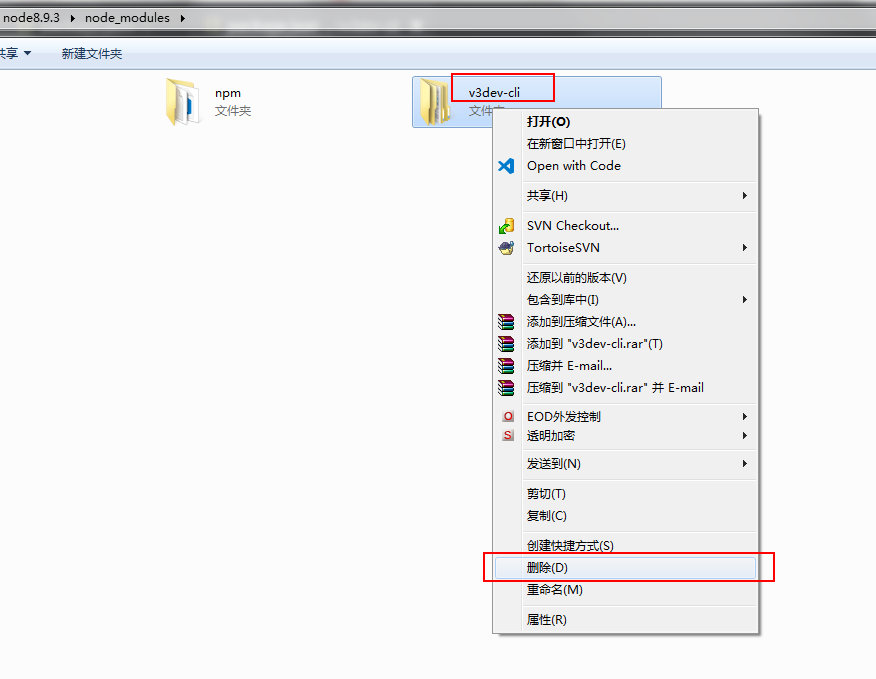 node8.9.3 ▸ node_modules ▸
共享 新建文件夹
npm
文件夹
v3dev-cli
打开(O)
在新窗口中打开(E)
Open with Code
共享(H)
SVN Checkout...
TortoiseSVN
还原以前的版本(V)
包含到库中(I)
添加到压缩文件(A)...
添加到 "v3dev-cli.rar"(T)
压缩并 E-mail...
压缩到 "v3dev-cli.rar" 并 E-mail
EOD外发控制
透明加密
发送到(N)
剪切(T)
复制(C)
创建快捷方式(S)
删除(D)
重命名(M)
属性(R)